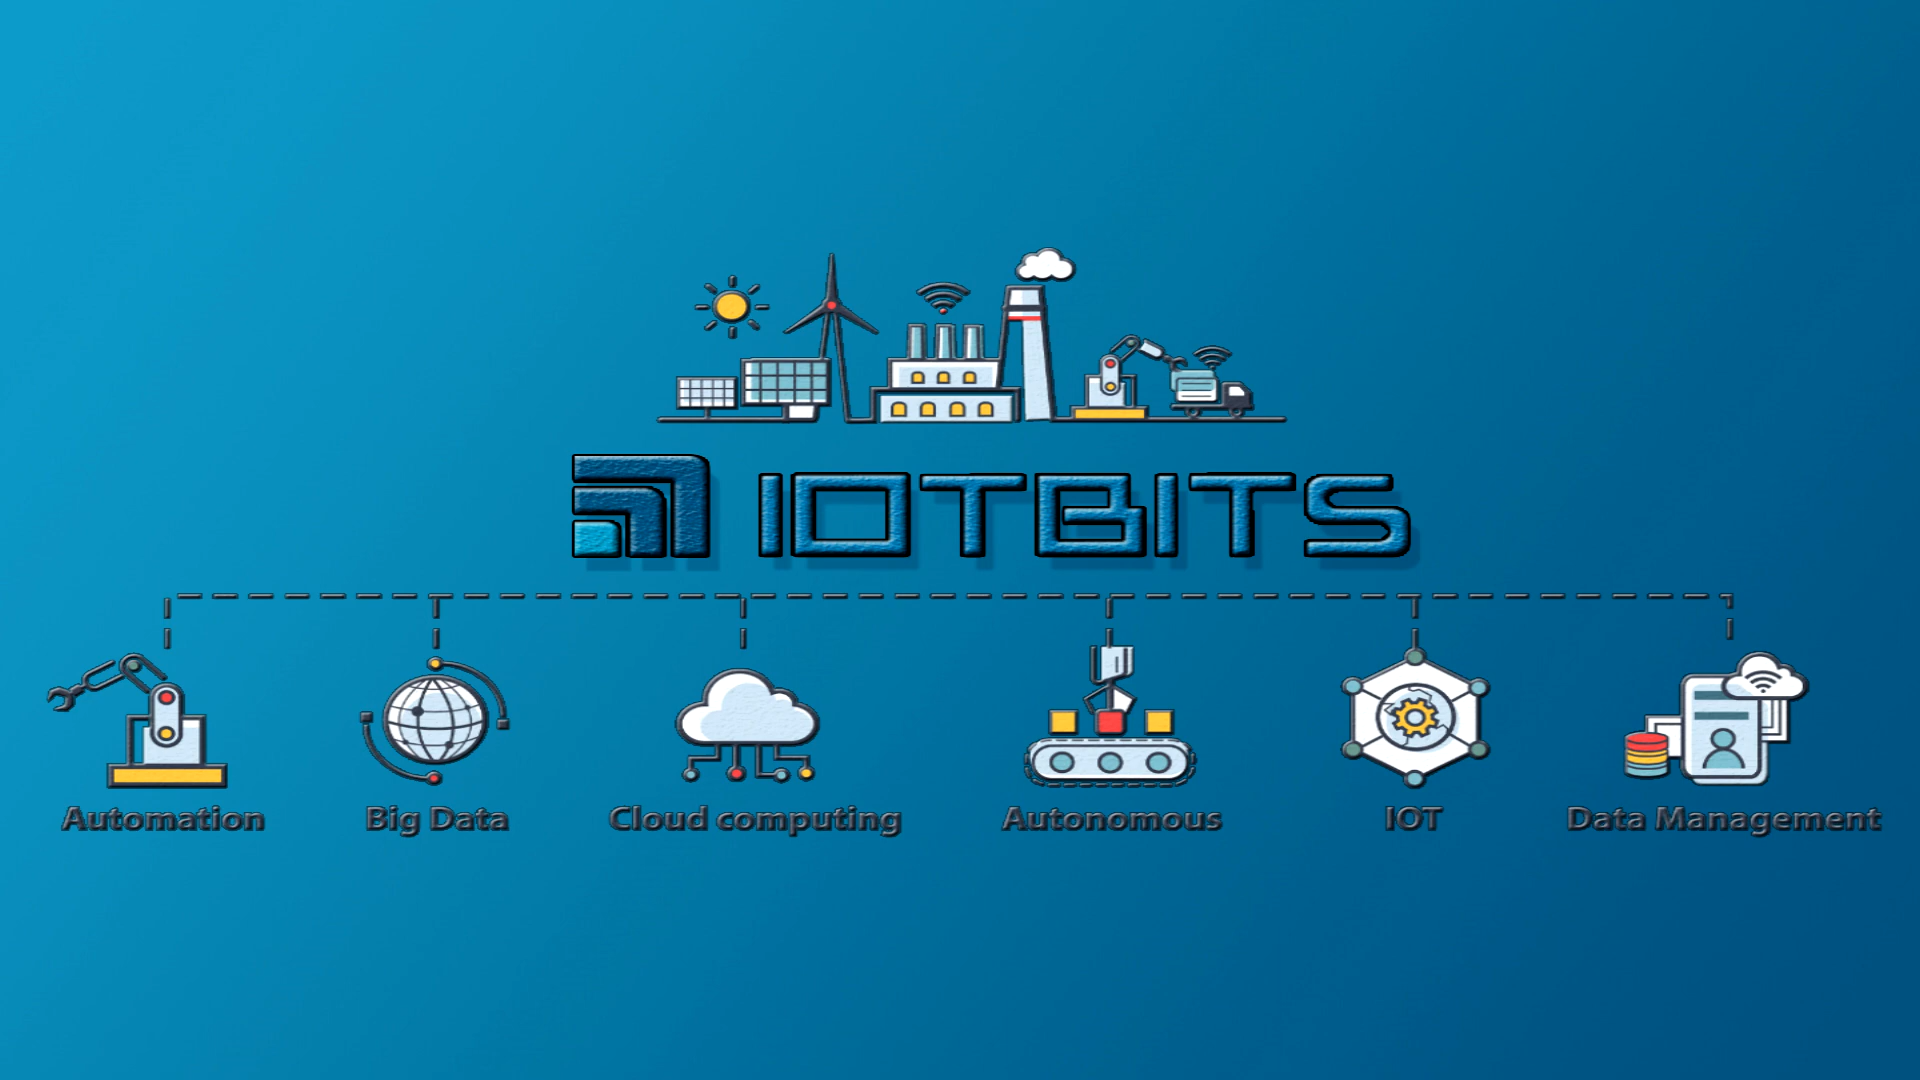 IOTBITS
Automation
Big Data
Cloud computing
Autonomous
IOT
Data Management